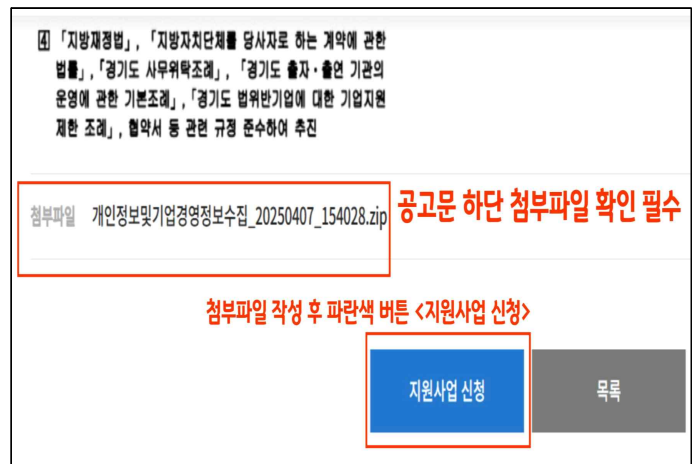 ④ 「지방재정법」, 「지방자치단체를 당사자로 하는 계약에 관한
법률」, 「경기도 사무위탁조례」, 「경기도 출자·출연 기관의
운영에 관한 기본조례」, 「경기도 법위반기업에 대한 기업지원
제한 조례」, 협약서 등 관련 규정 준수하여 추진
첨부파일 개인정보및기업경영정보수집_20250407_154028.zip 공고문 하단 첨부파일 확인 필수
첨부파일 작성 후 파란색 버튼 <지원사업 신청>
지원사업 신청 목록